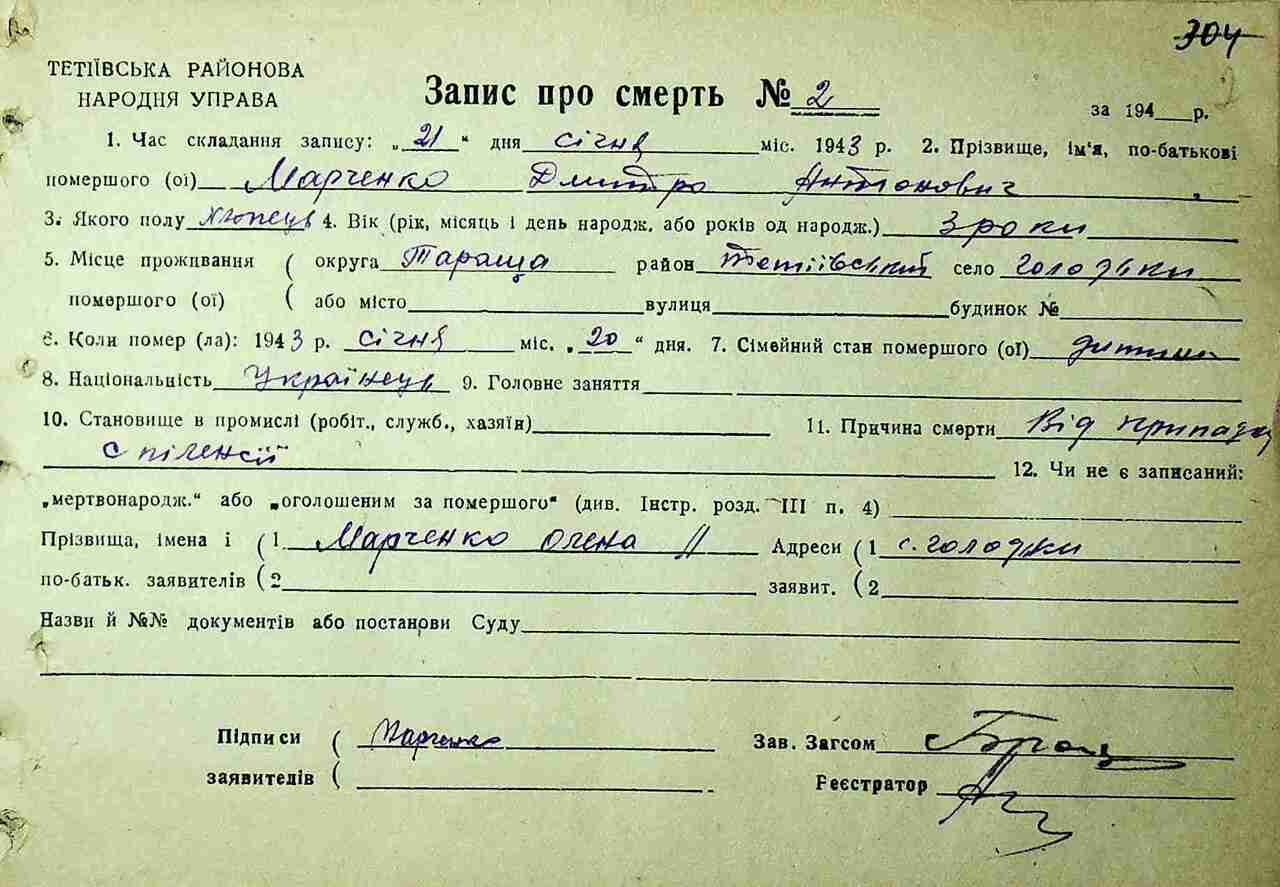 304
ТЕТІЇВСЬКА РАЙОНОВА
НАРОДНЯ УПРАВА
Запис про смерть № 2
за 194 р.
1. Час складання запису: „21“ дня січня міс. 1943 р. 2. Прізвище, ім'я, по-батькові
помершого (ої) Марченко Дмитро Антонович
3. Якого полу хлопець 4. Вік (рік, місяць і день народж. або років од народж.) 3 роки
5. Місце проживання ( округа Тараща район Тетіївський село Голодьки
помершого (ої) ( або місто вулиця будинок №
6. Коли помер (ла): 1943 р. січня міс. „20“ дня. 7. Сімейний стан помершого (ої) дитина
8. Національність Українець 9. Головне заняття
10. Становище в промислі (робіт., служб., хазяїн) 11. Причина смерти Від припадку
єпілепсії 12. Чи не є записаний:
„мертвонародж.“ або „оголошеним за помершого“ (див. Інстр. розд. III п. 4)
Прізвища, імена і (1 Марченко Олена Адреси (1 с. Голодьки
по-батьк. заявителів (2 заявит. (2
Назви й №№ документів або постанови Суду
Підписи ( Марченко Зав. Загсом
заявителів ( Реєстратор